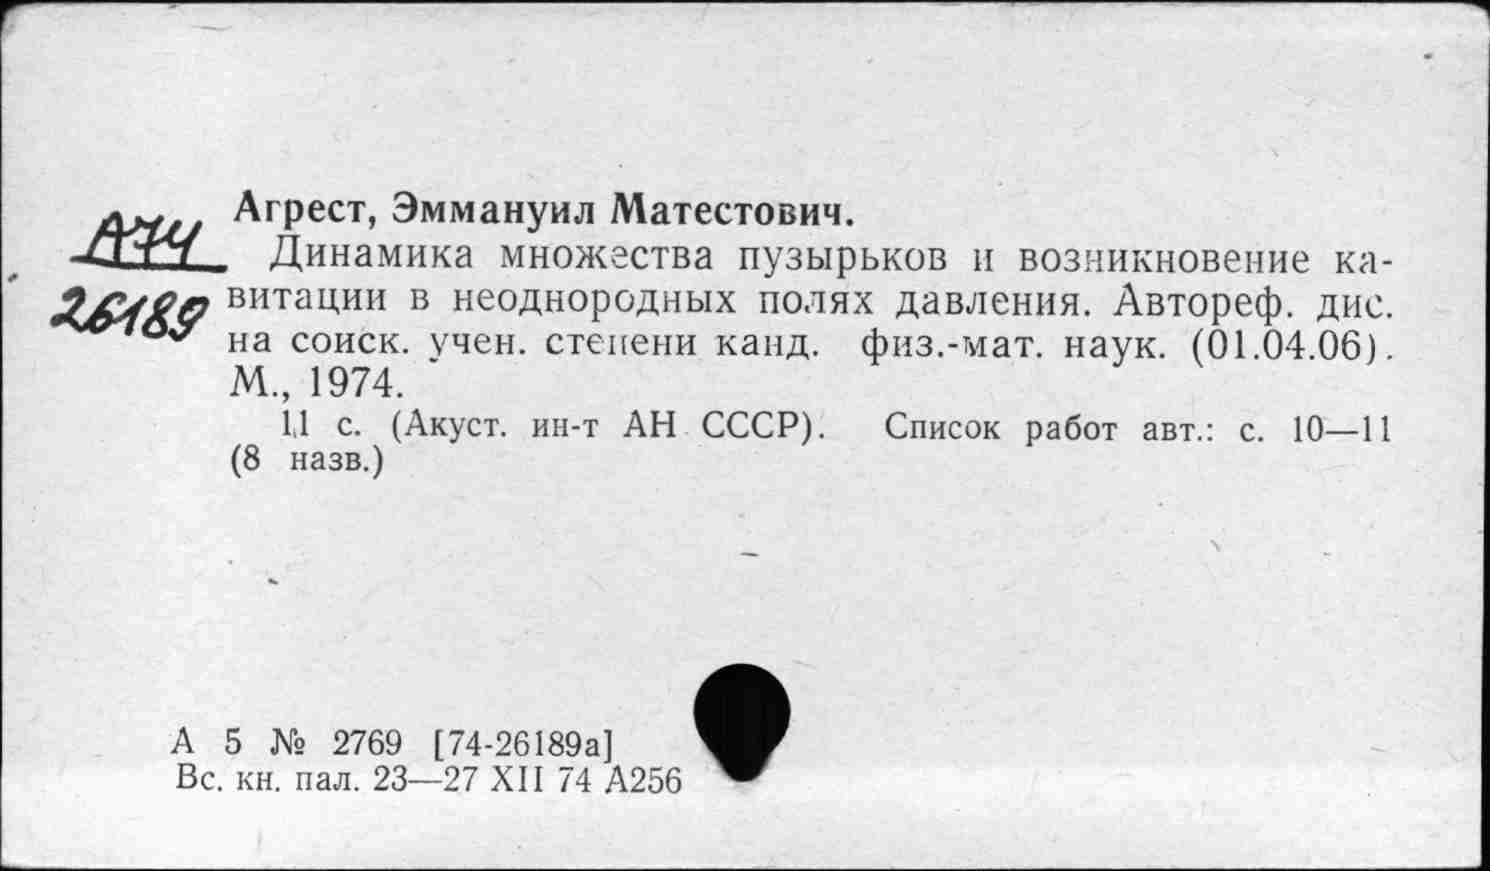 Агрест, Эммануил Матестович.
А74
Динамика множества пузырьков и возникновение ка-
26189
витации в неоднородных полях давления. Автореф. дис.
на соиск. учен. степени канд. физ.-мат. наук. (01.04.06).
М., 1974.
11 с. (Акуст. ин-т АН СССР). Список работ авт.: с. 10—11
(8 назв.)
А 5 № 2769 [74-26189а]
Вс. кн. пал. 23—27 XII 74 А256